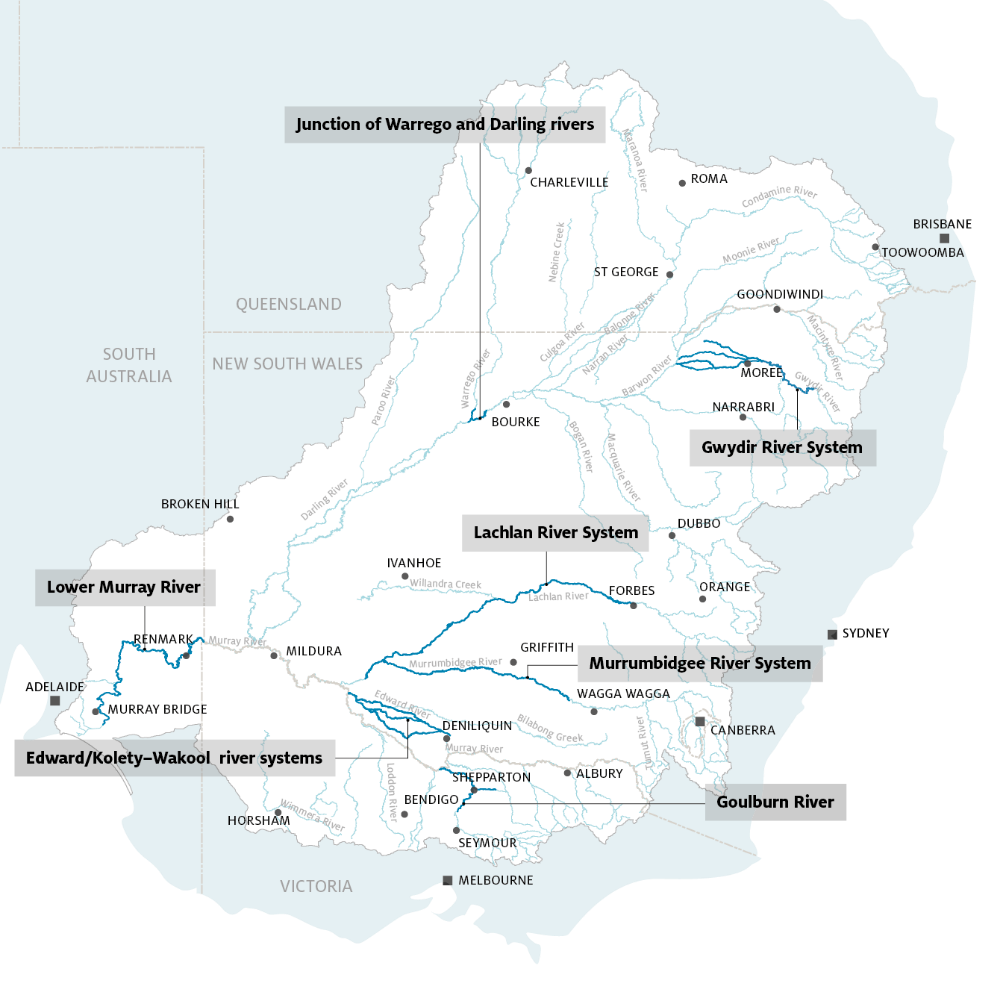 Junction of Warrego and Darling rivers
Maranoa River
CHARLEVILLE
ROMA
Condamine River
BRISBANE
TOOWOOMBA
Nebine Creek
Moonie River
ST GEORGE
GOONDIWINDI
QUEENSLAND
Balonne River
Culgoa River
Narran River
Macintyre River
SOUTH
AUSTRALIA
NEW SOUTH WALES
Warrego River
Paroo River
Barwon River
MOREE
Gwydir River
NARRABRI
BOURKE
Bogan River
Macquarie River
Gwydir River System
Darling River
BROKEN HILL
Lachlan River System
DUBBO
IVANHOE
Willandra Creek
Lachlan River
FORBES
ORANGE
Lower Murray River
RENMARK
Murray River
MILDURA
SYDNEY
GRIFFITH
Murrumbidgee River
Murrumbidgee River System
ADELAIDE
MURRAY BRIDGE
WAGGA WAGGA
Edward River
DENILIQUIN
Bilabong Creek
Tumut River
CANBERRA
Murray River
Edward/Kolety–Wakool river systems
SHEPPARTON
ALBURY
Loddon River
BENDIGO
Goulburn River
HORSHAM
Wimmera River
SEYMOUR
VICTORIA
MELBOURNE